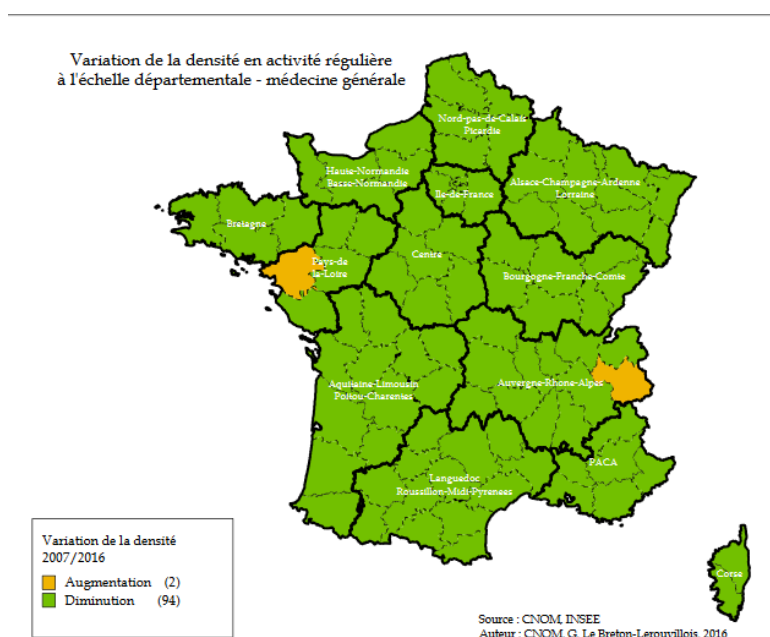 Variation de la densité en activité régulière
à l'échelle départementale - médecine générale
Nord-pas-de-Calais
Picardie
Haute-Normandie
Basse-Normandie
Ile-de-France
Alsace-Champagne-Ardenne
Lorraine
Bretagne
Pays-de
la-Loire
Centre
Bourgogne-Franche-Comte
Aquitaine-Limousin
Poitou-Charentes
Auvergne-Rhone-Alpes
PACA
Languedoc
Roussillon-Midi-Pyrenees
Corse
Variation de la densité
2007/2016
Augmentation (2)
Diminution (94)
Source : CNOM, INSEE
Auteur : CNOM, G. Le Breton-Lerouvillois, 2016